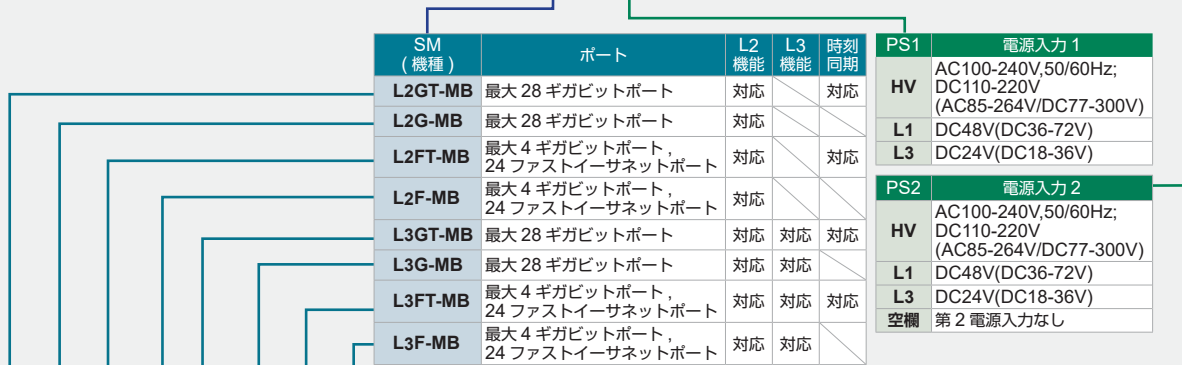 SM
(機種) ポート L2
機能 L3
機能 時刻
同期
L2GT-MB 最大 28 ギガビットポート 対応 対応
L2G-MB 最大 28 ギガビットポート 対応
L2FT-MB 最大 4 ギガビットポート,
24 ファストイーサネットポート 対応 対応
L2F-MB 最大 4 ギガビットポート,
24 ファストイーサネットポート 対応
L3GT-MB 最大 28 ギガビットポート 対応 対応 対応
L3G-MB 最大 28 ギガビットポート 対応 対応
L3FT-MB 最大 4 ギガビットポート,
24 ファストイーサネットポート 対応 対応 対応
L3F-MB 最大 4 ギガビットポート,
24 ファストイーサネットポート 対応 対応
PS1 電源入力 1
HV AC100-240V,50/60Hz;
DC110-220V
(AC85-264V/DC77-300V)
L1 DC48V(DC36-72V)
L3 DC24V(DC18-36V)
PS2 電源入力 2
HV AC100-240V,50/60Hz;
DC110-220V
(AC85-264V/DC77-300V)
L1 DC48V(DC36-72V)
L3 DC24V(DC18-36V)
空欄 第 2 電源入力なし